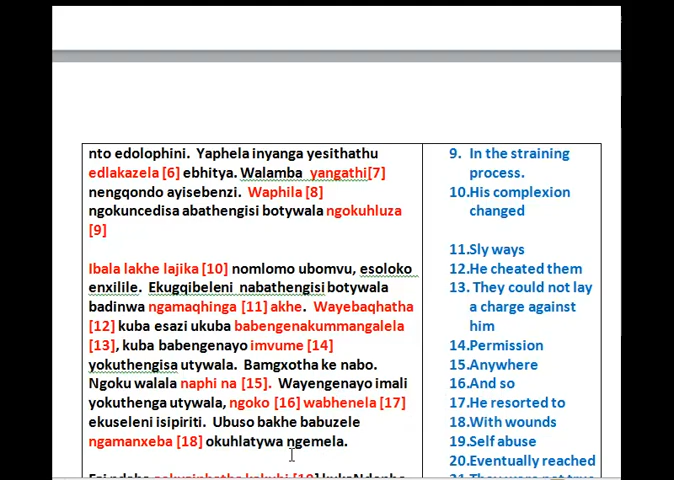 nto edolophini. Yaphela inyanga yesithathu
edlakazela [6] ebhitya. Walamba yangathi[7]
nengqondo ayisebenzi. Waphila [8]
ngokuncedisa abathengisi botywala ngokuhluza
[9]
Ibala lakhe lajika [10] nomlomo ubomvu, esoloko
enxilile. Ekugqibeleni nabathengisi botywala
badinwa ngamaqhinga [11] akhe. Wayebaqhatha
[12] kuba esazi ukuba babengenakummangalela
[13], kuba babengenayo imvume [14]
yokuthengisa utywala. Bamgxotha ke nabo.
Ngoku walala naphi na [15]. Wayengenayo imali
yokuthenga utywala, ngoko [16] wabhenela [17]
ekuseleni isipiriti. Ubuso bakhe babuzele
ngamanxeba [18] okuhlatywa ngemela.
9. In the straining
process.
10.His complexion
changed
11.Sly ways
12.He cheated them
13. They could not lay
a charge against
him
14.Permission
15.Anywhere
16.And so
17.He resorted to
18.With wounds
19.Self abuse
20.Eventually reached